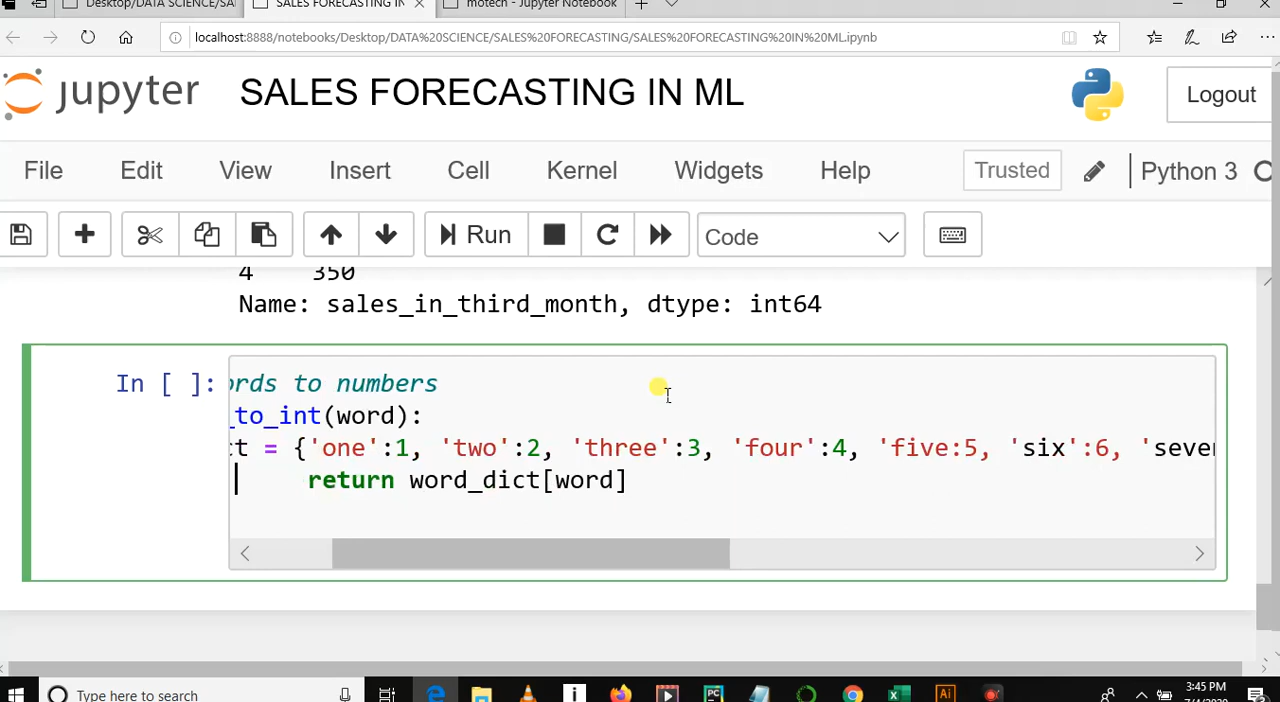 Desktop/DATA SCIENCE/SA
SALES FORECASTING IN
motech - Jupyter Notebook
localhost:8888/notebooks/Desktop/DATA%20SCIENCE/SALES%20FORECASTING/SALES%20FORECASTING%20IN%20ML.ipynb
jupyter SALES FORECASTING IN ML Logout
File Edit View Insert Cell Kernel Widgets Help Trusted Python 3
Run Code
4 350
Name: sales_in_third_month, dtype: int64
In [ ]: ords to numbers
_to_int(word):
ct = {'one':1, 'two':2, 'three':3, 'four':4, 'five:5, 'six':6, 'seven
return word_dict[word]
Type here to search
3:45 PM